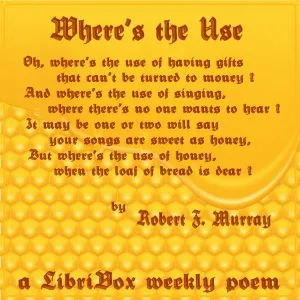 Where's the Use
Oh, where's the use of having gifts
that can't be turned to money ?
And where's the use of singing,
where there's no one wants to hear ?
It may be one or two will say
your songs are sweet as honey,
But where's the use of honey,
when the loaf of bread is dear ?
by
Robert F. Murray
a LibriVox weekly poem